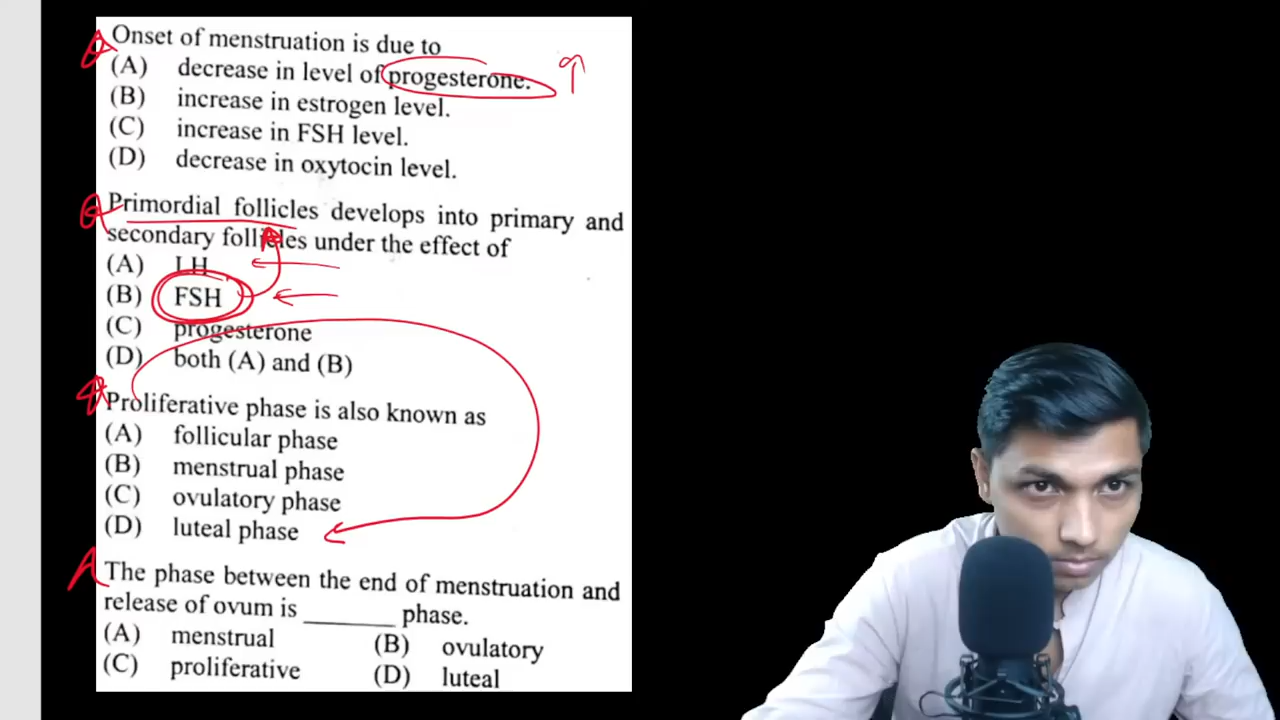 Onset of menstruation is due to
(A) decrease in level of progesterone.
(B) increase in estrogen level.
(C) increase in FSH level.
(D) decrease in oxytocin level.
Primordial follicles develops into primary and
secondary follicles under the effect of
(A) LH
(B) FSH
(C) progesterone
(D) both (A) and (B)
Proliferative phase is also known as
(A) follicular phase
(B) menstrual phase
(C) ovulatory phase
(D) luteal phase
The phase between the end of menstruation and
release of ovum is ________ phase.
(A) menstrual (B) ovulatory
(C) proliferative (D) luteal